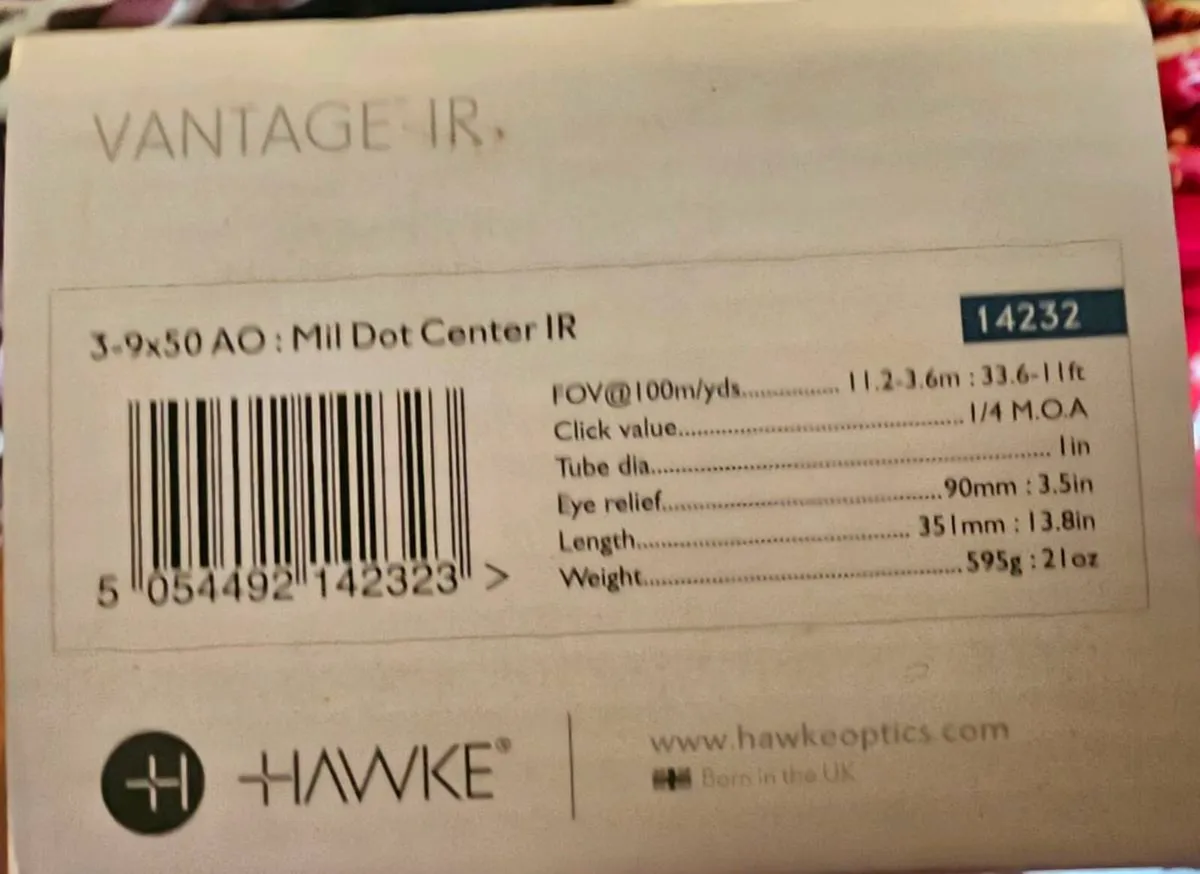 VANTAGE IR.
3-9x50 AO : Mil Dot Center IR
14232
FOV@100m/yds............... 11.2-3.6m : 33.6-11ft
Click value............................................ 1/4 M.O.A
Tube dia............................................................. 1in
Eye relief.......................................... 90mm : 3.5in
Length......................................... 351mm : 13.8in
Weight................................................ 595g : 21oz
5 054492 142323 >
HAWKE®
www.hawkeoptics.com
Born in the UK